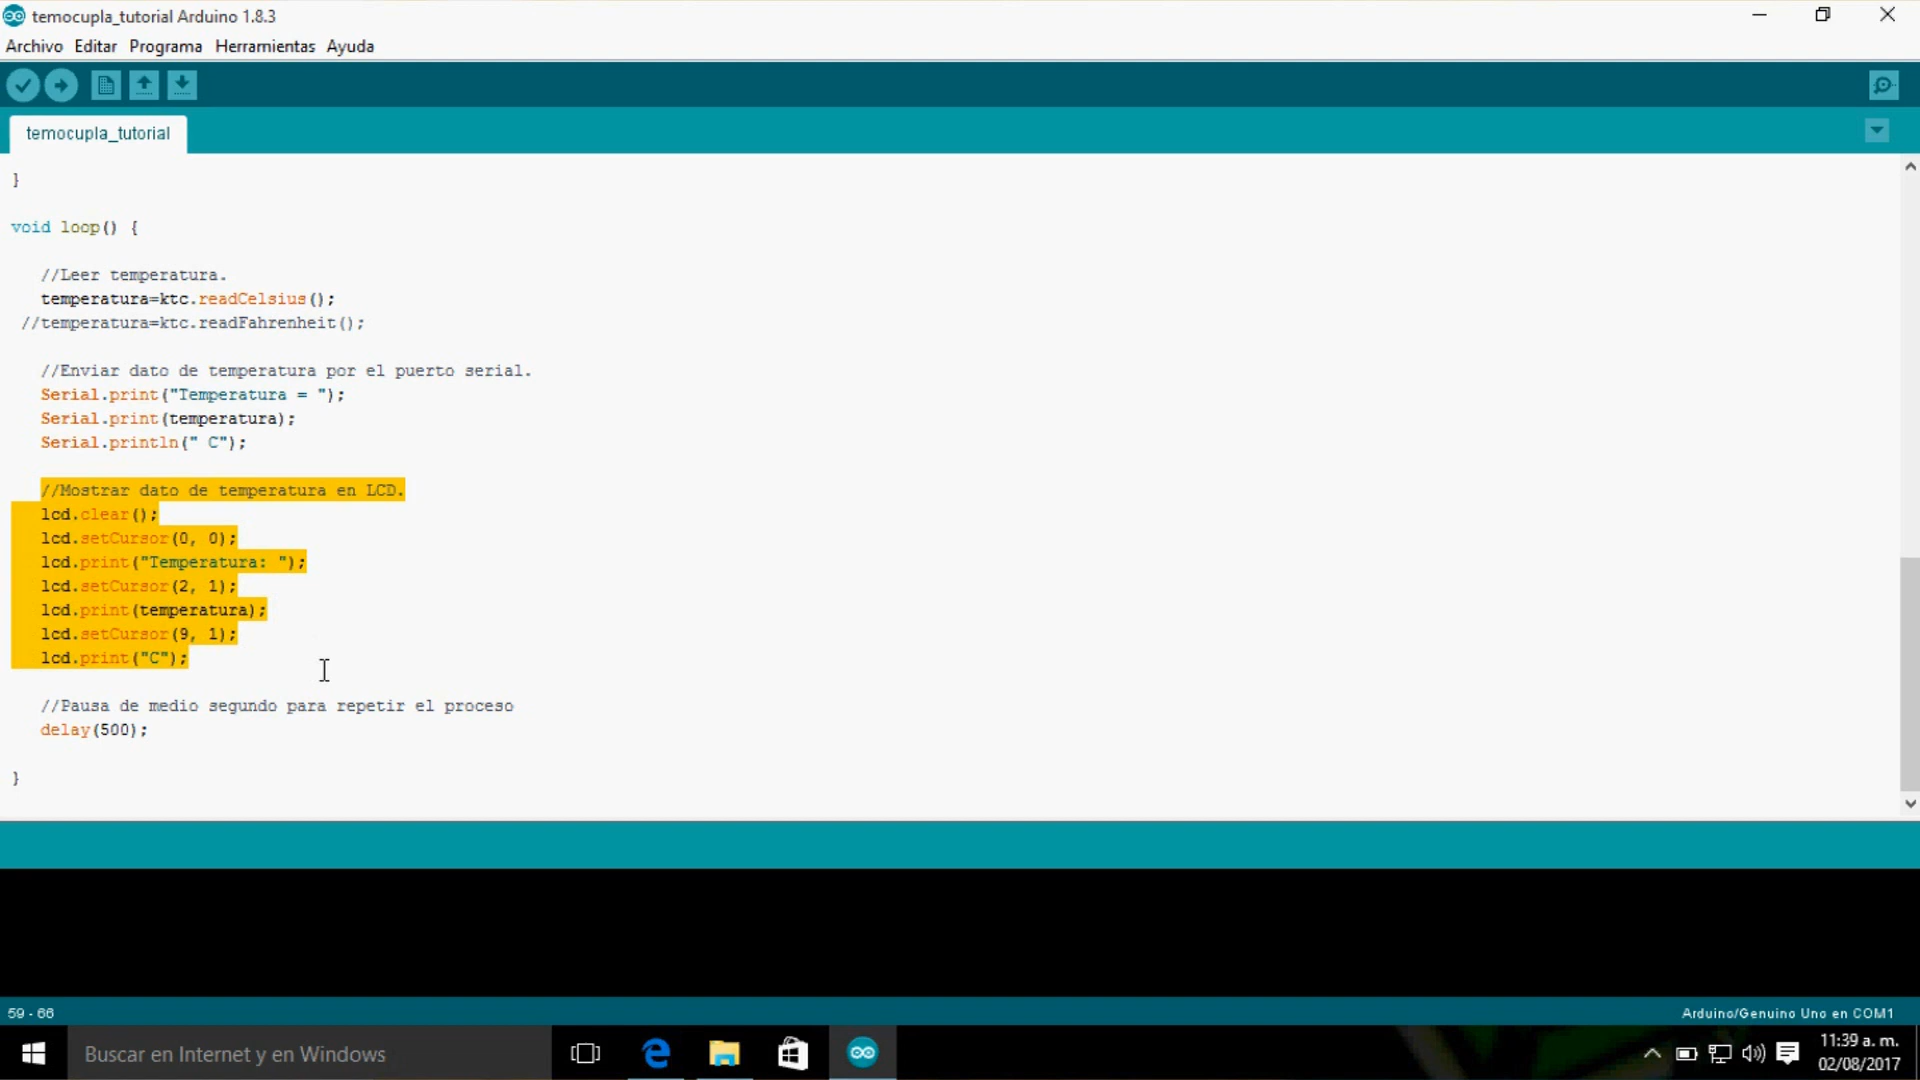 temocupla_tutorial Arduino 1.8.3
Archivo Editar Programa Herramientas Ayuda
temocupla_tutorial
}
void loop() {
//Leer temperatura.
temperatura=ktc.readCelsius();
//temperatura=ktc.readFahrenheit();
//Enviar dato de temperatura por el puerto serial.
Serial.print("Temperatura = ");
Serial.print(temperatura);
Serial.println(" C");
//Mostrar dato de temperatura en LCD.
lcd.clear();
lcd.setCursor(0, 0);
lcd.print("Temperatura: ");
lcd.setCursor(2, 1);
lcd.print(temperatura);
lcd.setCursor(9, 1);
lcd.print("C");
//Pausa de medio segundo para repetir el proceso
delay(500);
}
59 - 66
Arduino/Genuino Uno en COM1
Buscar en Internet y en Windows
11:39 a. m.
02/08/2017